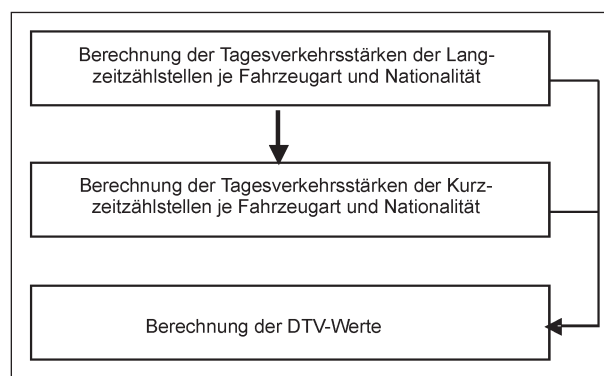 Berechnung der Tagesverkehrsstärken der Lang-
zeitzählstellen je Fahrzeugart und Nationalität
Berechnung der Tagesverkehrsstärken der Kurz-
zeitzählstellen je Fahrzeugart und Nationalität
Berechnung der DTV-Werte